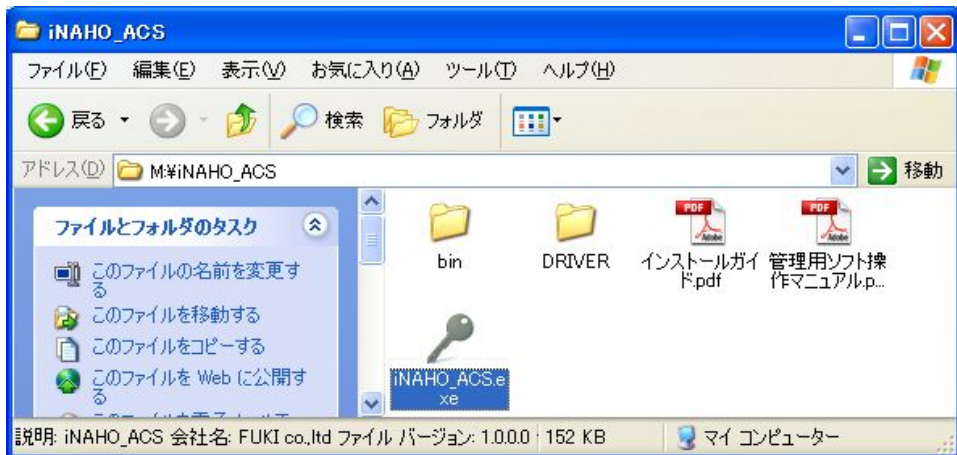 iNAHO_ACS
ファイル(F) 編集(E) 表示(V) お気に入り(A) ツール(T) ヘルプ(H)
戻る 検索 フォルダ
アドレス(D) M:¥iNAHO_ACS 移動
ファイルとフォルダのタスク
このファイルの名前を変更す
る
このファイルを移動する
このファイルをコピーする
このファイルを Web に公開す
る
bin
DRIVER
PDF
Adobe
インストールガイ
ド.pdf
PDF
Adobe
管理用ソフト操
作マニュアル.p...
iNAHO_ACS.e
xe
説明: iNAHO_ACS 会社名: FUKI co.,ltd ファイル バージョン: 1.0.0.0 152 KB マイ コンピューター